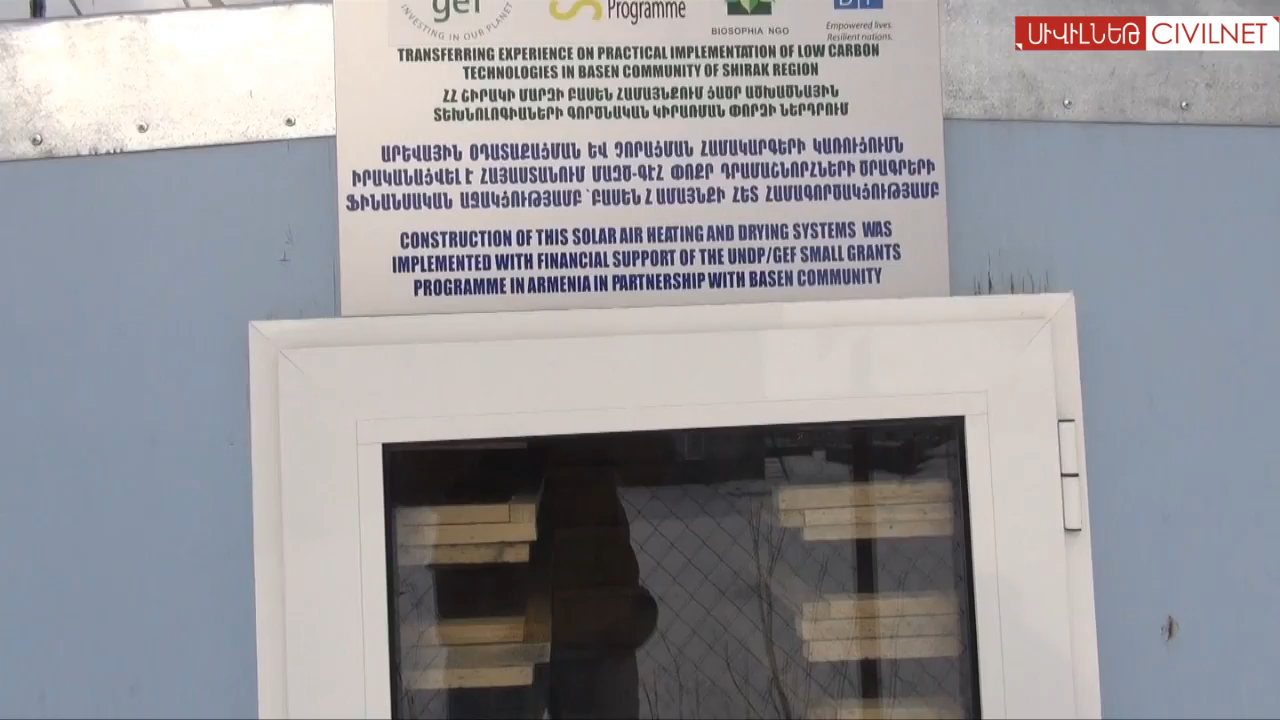 gef
INVESTING IN OUR PLANET
Programme
BIOSOPHIA NGO
Empowered lives.
Resilient nations.
ՍԻՎԻԼՆԵԹ CIVILNET
TRANSFERRING EXPERIENCE ON PRACTICAL IMPLEMENTATION OF LOW CARBON
TECHNOLOGIES IN BASEN COMMUNITY OF SHIRAK REGION
ՀՀ ՇԻՐԱԿԻ ՄԱՐԶԻ ԲԱՍԵՆ ՀԱՄԱՅՆՔՈՒՄ ՑԱԾՐ ԱԾԽԱԾՆԱՅԻՆ
ՏԵԽՆՈԼՈԳԻԱՆԵՐԻ ԳՈՐԾՆԱԿԱՆ ԿԻՐԱՌՄԱՆ ՓՈՐՁԻ ՆԵՐԴՐՈՒՄ
ԱՐԵՎԱՅԻՆ ՕԴԱՏԱՔԱՑՄԱՆ ԵՎ ՉՈՐԱՑՄԱՆ ՀԱՄԱԿԱՐԳԵՐԻ ԿԱՌՈՒՑՈՒՄՆ
ԻՐԱԿԱՆԱՑՎԵԼ Է ՀԱՅԱՍՏԱՆՈՒՄ ՄԱԶԾ-ԳԷՀ ՓՈՔՐ ԴՐԱՄԱՇՆՈՐՀՆԵՐԻ ԾՐԱԳՐԵՐԻ
ՖԻՆԱՆՍԱԿԱՆ ԱՋԱԿՑՈՒԹՅԱՄԲ ՝ԲԱՍԵՆ ՀԱՄԱՅՆՔԻ ՀԵՏ ՀԱՄԱԳՈՐԾԱԿՑՈՒԹՅԱՄԲ
CONSTRUCTION OF THIS SOLAR AIR HEATING AND DRYING SYSTEMS WAS
IMPLEMENTED WITH FINANCIAL SUPPORT OF THE UNDP/GEF SMALL GRANTS
PROGRAMME IN ARMENIA IN PARTNERSHIP WITH BASEN COMMUNITY